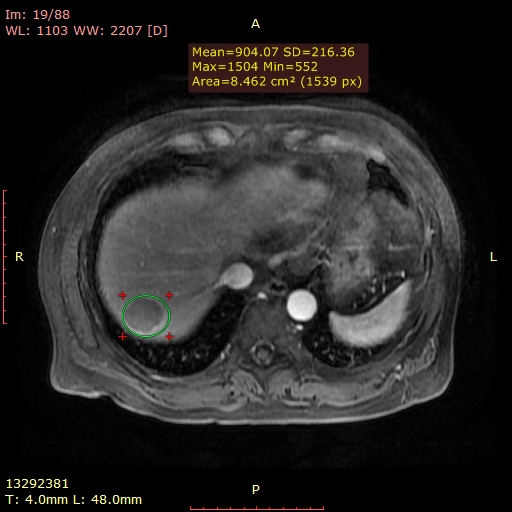 Im: 19/88
WL: 1103 WW: 2207 [D]
A
Mean=904.07 SD=216.36
Max=1504 Min=552
Area=8.462 cm² (1539 px)
R
L
13292381
T: 4.0mm L: 48.0mm
P